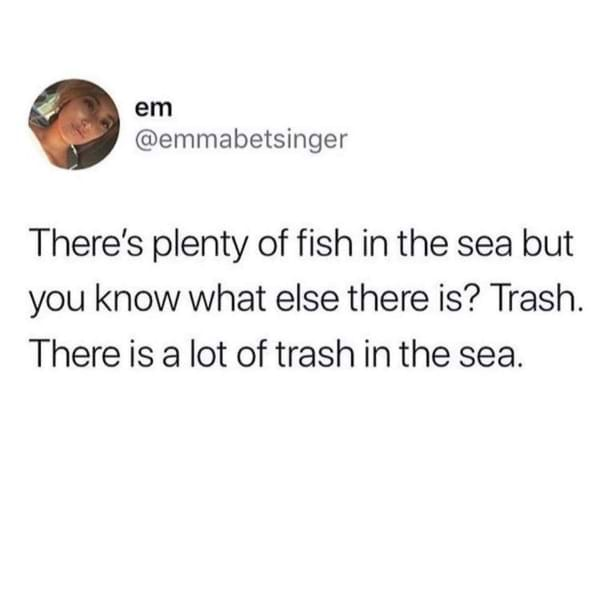 em
@emmabetsinger
There's plenty of fish in the sea but
you know what else there is? Trash.
There is a lot of trash in the sea.